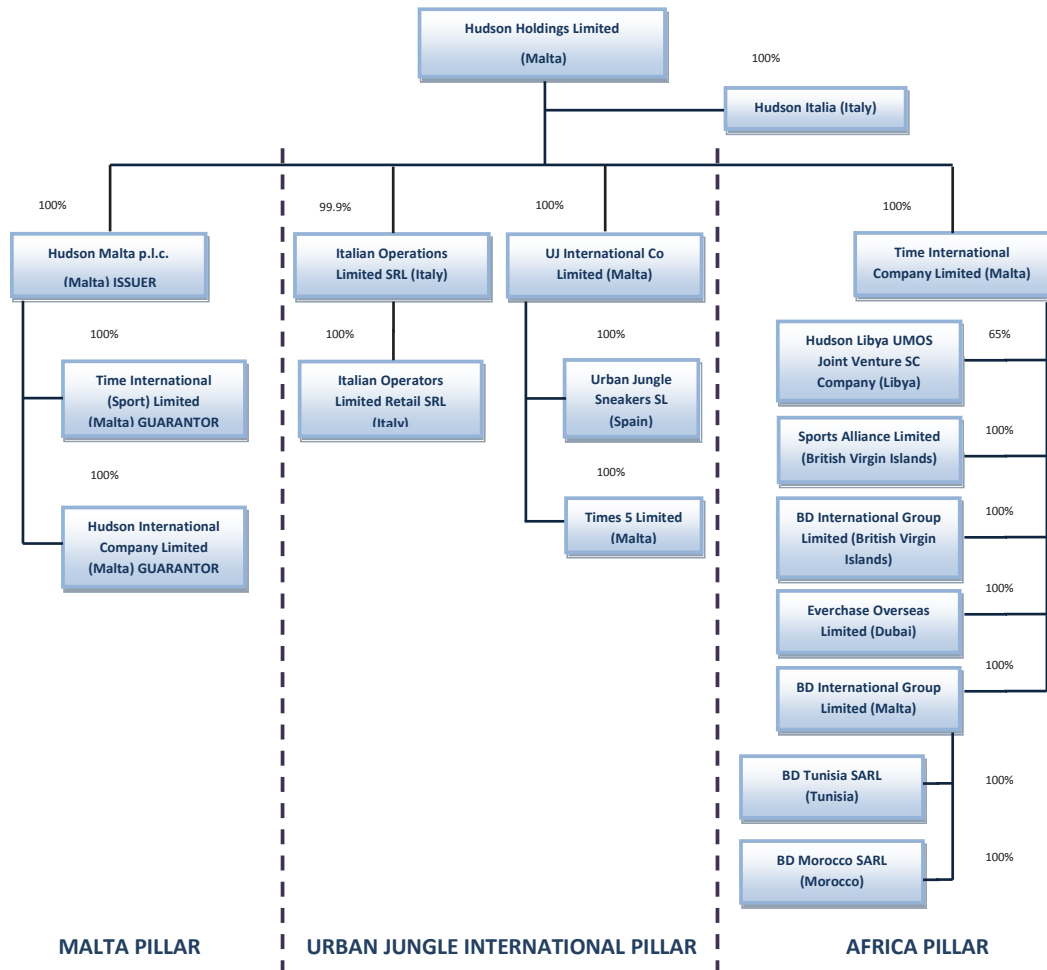 Hudson Holdings Limited
(Malta)
100%
Hudson Italia (Italy)
100%
Hudson Malta p.l.c.
(Malta) ISSUER
100%
Time International
(Sport) Limited
(Malta) GUARANTOR
100%
Hudson International
Company Limited
(Malta) GUARANTOR
99.9%
Italian Operations
Limited SRL (Italy)
100%
Italian Operators
Limited Retail SRL
(Italy)
100%
UJ International Co
Limited (Malta)
100%
Urban Jungle
Sneakers SL
(Spain)
100%
Times 5 Limited
(Malta)
100%
Time International
Company Limited (Malta)
Hudson Libya UMOS
Joint Venture SC
Company (Libya)
65%
Sports Alliance Limited
(British Virgin Islands)
100%
BD International Group
Limited (British Virgin
Islands)
100%
Everchase Overseas
Limited (Dubai)
100%
BD International Group
Limited (Malta)
100%
BD Tunisia SARL
(Tunisia)
100%
BD Morocco SARL
(Morocco)
100%
MALTA PILLAR
URBAN JUNGLE INTERNATIONAL PILLAR
AFRICA PILLAR